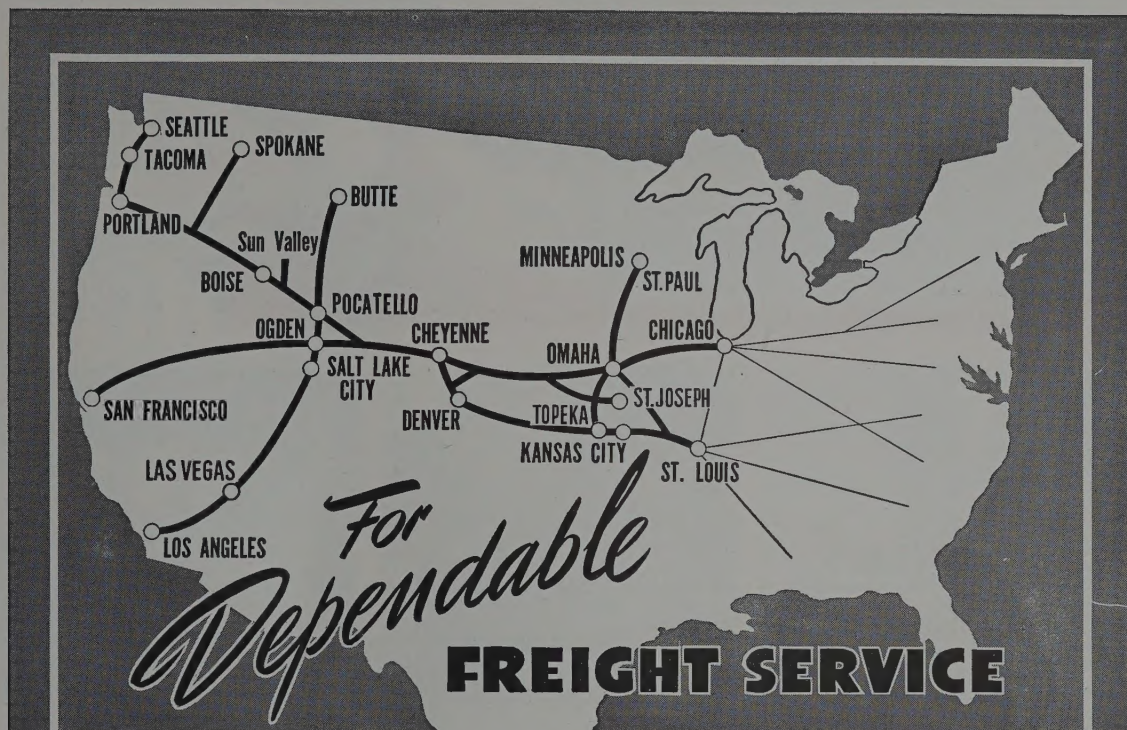 SEATTLE
TACOMA
SPOKANE
PORTLAND
BUTTE
Sun Valley
BOISE
POCATELLO
OGDEN
SALT LAKE
CITY
CHEYENNE
DENVER
MINNEAPOLIS
ST. PAUL
CHICAGO
OMAHA
ST. JOSEPH
TOPEKA
KANSAS CITY
ST. LOUIS
SAN FRANCISCO
LAS VEGAS
LOS ANGELES
For
Dependable
FREIGHT SERVICE